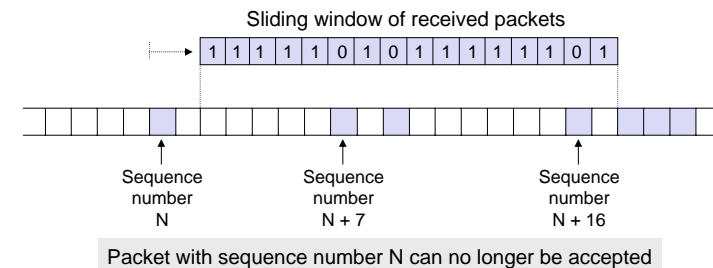 Sliding window of received packets
1 1 1 1 1 0 1 0 1 1 1 1 1 1 0 1
Sequence number N
Sequence number N + 7
Sequence number N + 16
Packet with sequence number N can no longer be accepted